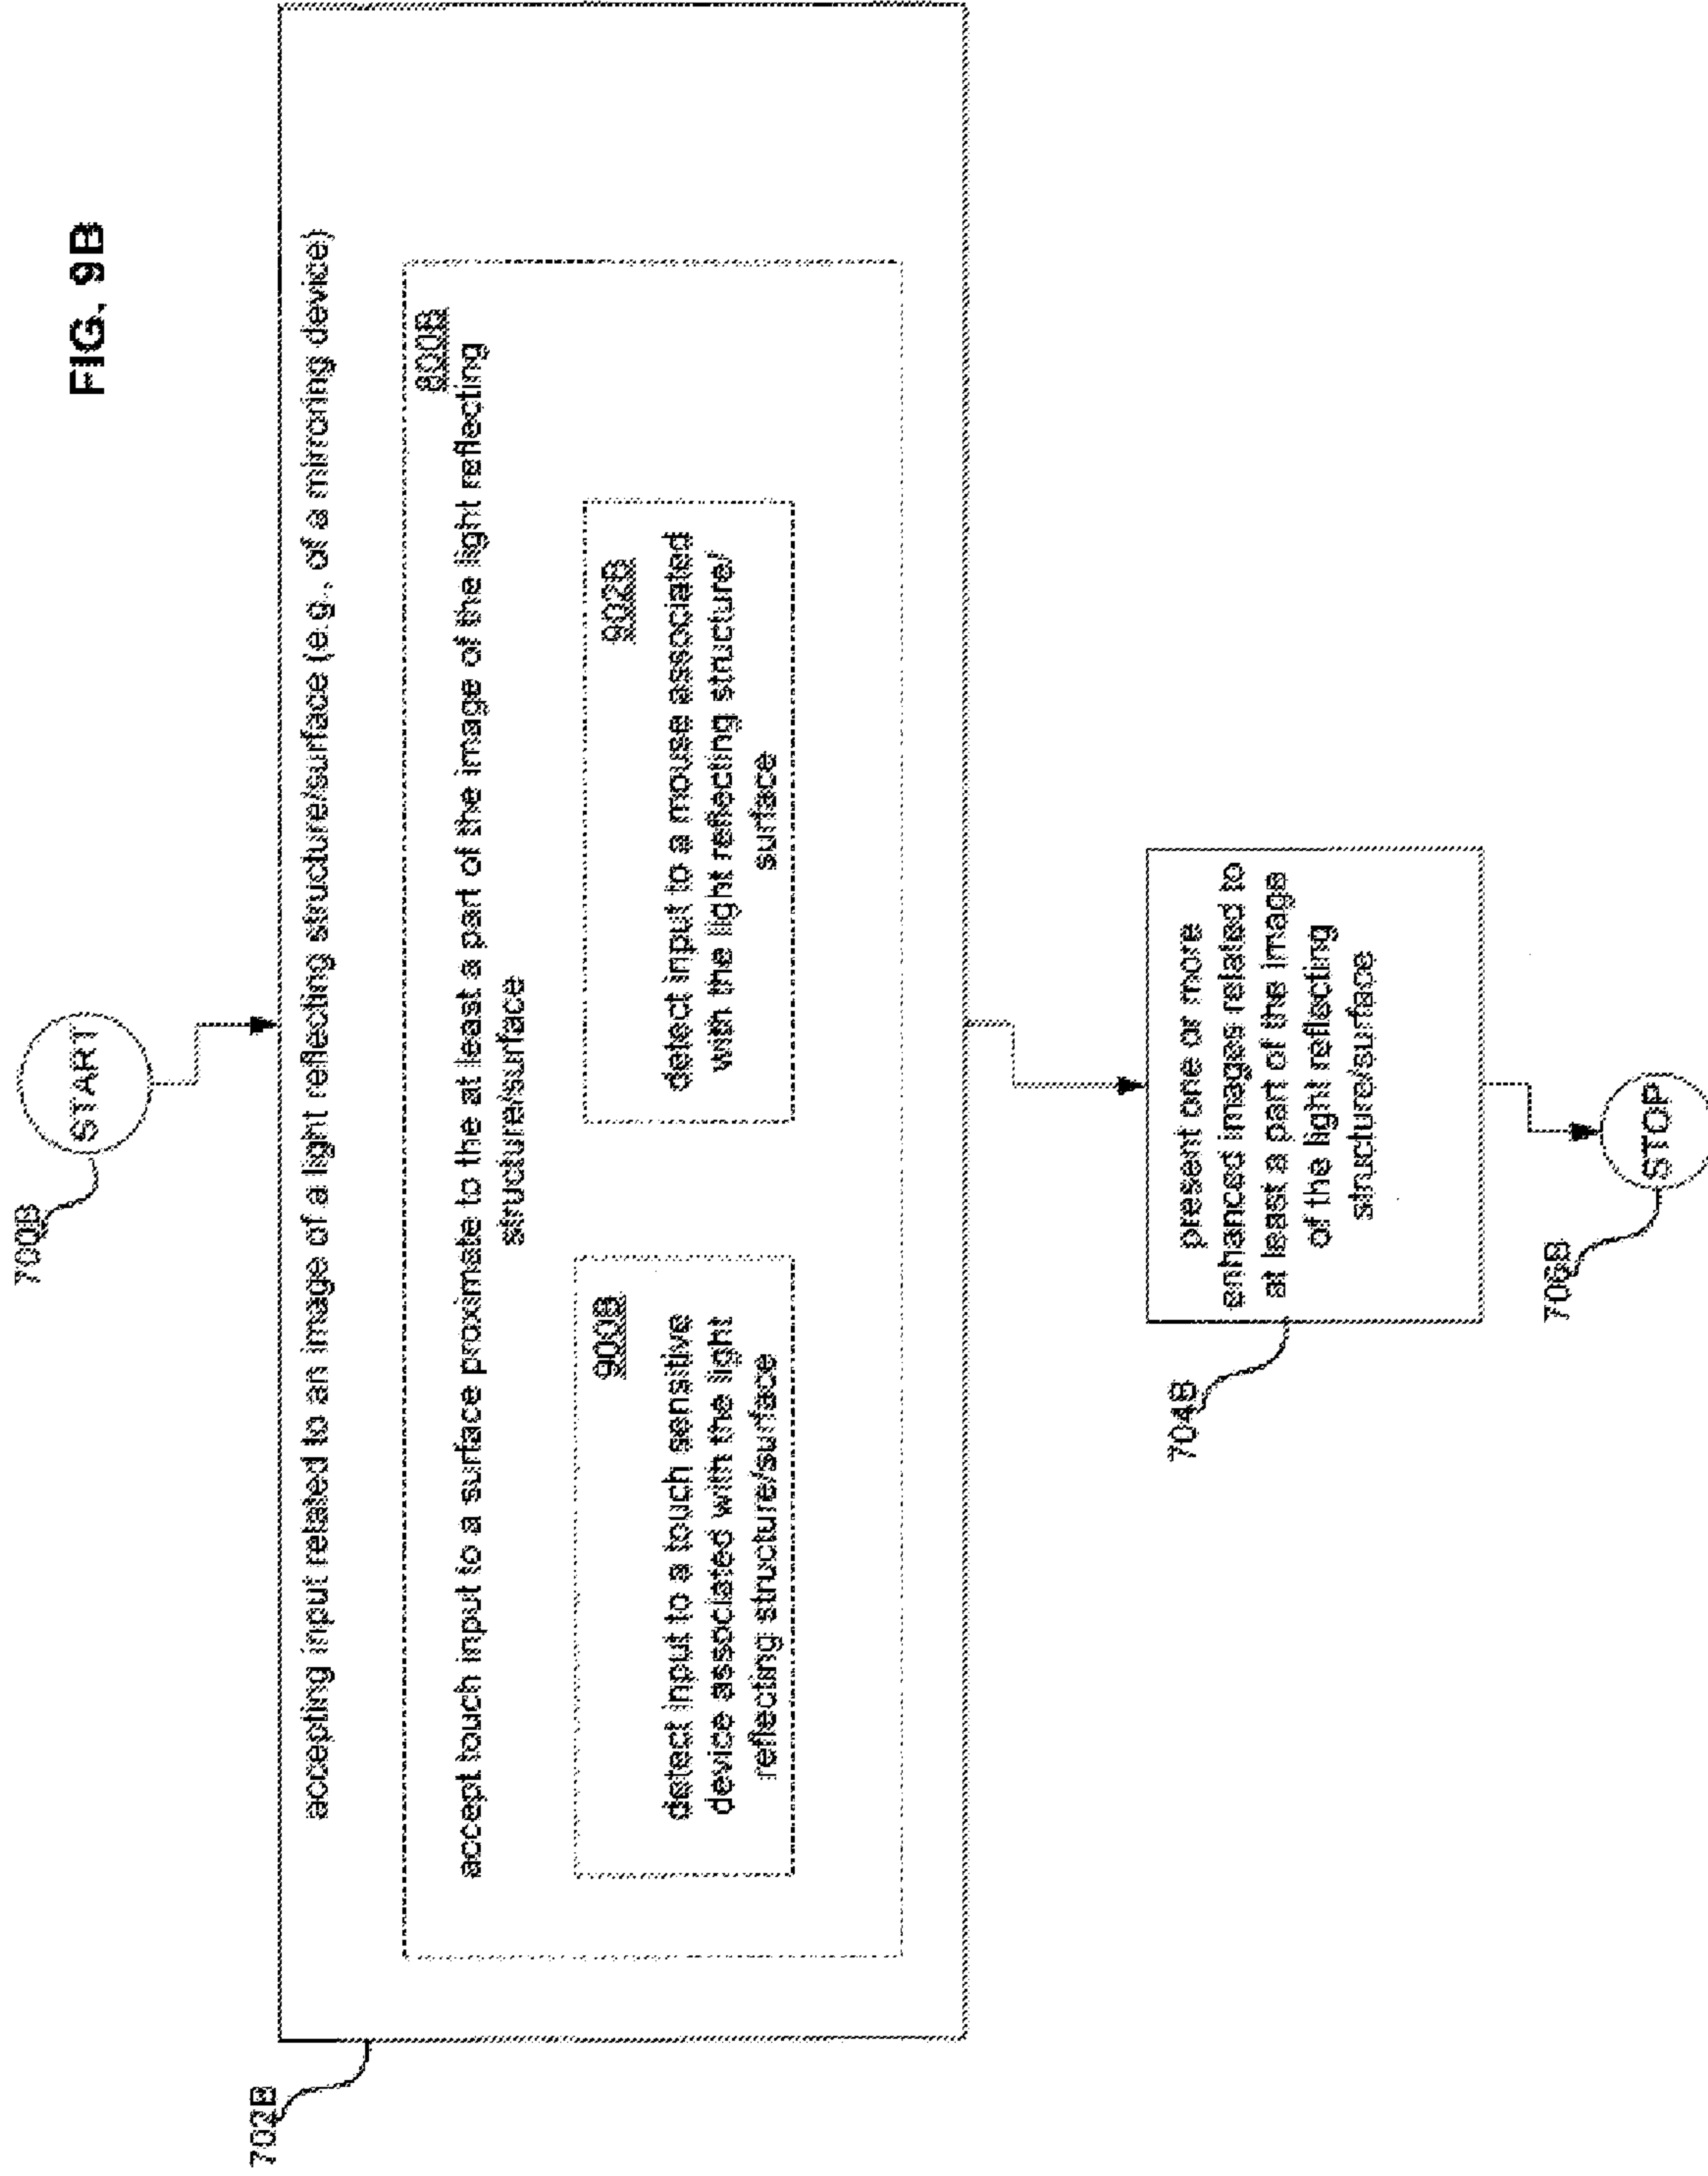 FIG. 9B
700B
START
702B
accepting input related to an image of a light reflecting structure/surface (e.g., of a mirroring device)
800B
accept touch input to a surface proximate to the at least a part of the image of the light reflecting
structure/surface
900B
detect input to a touch sensitive
device associated with the light
reflecting structure/surface
902B
detect input to a mouse associated
with the light reflecting structure/
surface
704B
present one or more
enhanced images related to
at least a part of the image
of the light reflecting
structure/surface
706B
STOP